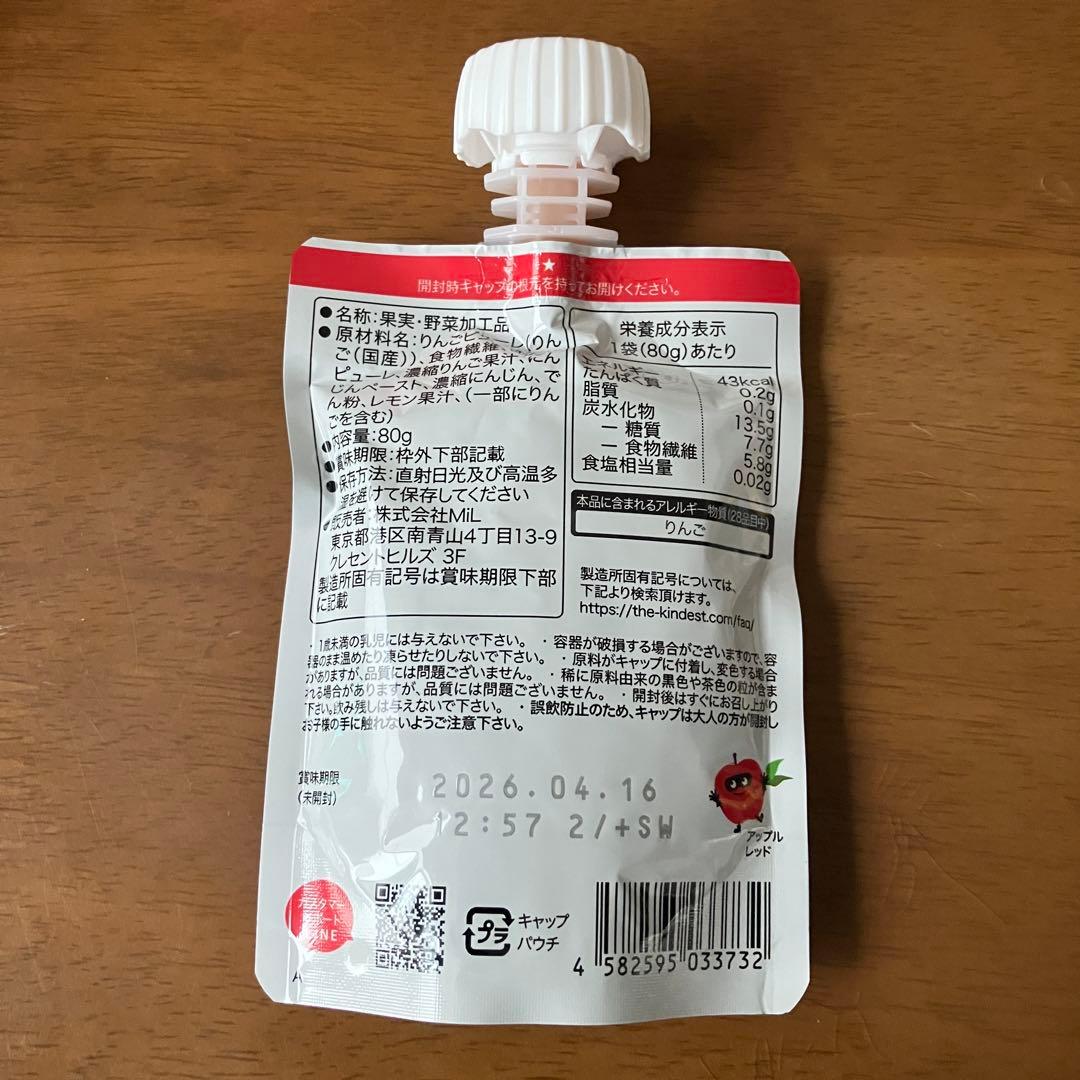 ★
開封時キャップの根元を持ってお開けください。
●名称:果実・野菜加工品
●原材料名:りんごピューレ(りん
ご(国産))、食物繊維、にん
ピューレ、濃縮りんご果汁、にん
じんペースト、濃縮にんじん、で
ん粉、レモン果汁、(一部にりん
ごを含む)
●内容量:80g
●賞味期限:枠外下部記載
●保存方法:直射日光及び高温多
湿を避けて保存してください
●販売者:株式会社MiL
東京都港区南青山4丁目13-9
クレセントヒルズ 3F
製造所固有記号は賞味期限下部
に記載
栄養成分表示
1袋(80g)あたり
エネルギー 43kcal
たんぱく質 0.2g
脂質 0.1g
炭水化物 13.5g
ー 糖質 7.7g
ー 食物繊維 5.8g
食塩相当量 0.02g
本品に含まれるアレルギー物質(28品目中)
りんご
製造所固有記号については、
下記より検索頂けます。
https://the-kindest.com/faq/
・1歳未満の乳児には与えないで下さい。 ・容器が破損する場合がございますので、容
器のまま温めたり凍らせたりしないで下さい。 ・原料がキャップに付着し、変色する場合
がありますが、品質には問題ございません。 ・稀に原料由来の黒色や茶色の粒が含ま
れる場合がありますが、品質には問題ございません。 ・開封後はすぐにお召し上がり
下さい。飲み残しは与えないで下さい。 ・誤飲防止のため、キャップは大人の方が開封し
お子様の手に触れないようご注意下さい。
賞味期限
(未開封)
2026.04.16
12:57 2/+SW
アップル
レッド
カスタマー
サポート
LINE
プラ
キャップ
パウチ
4 582595 033732
A